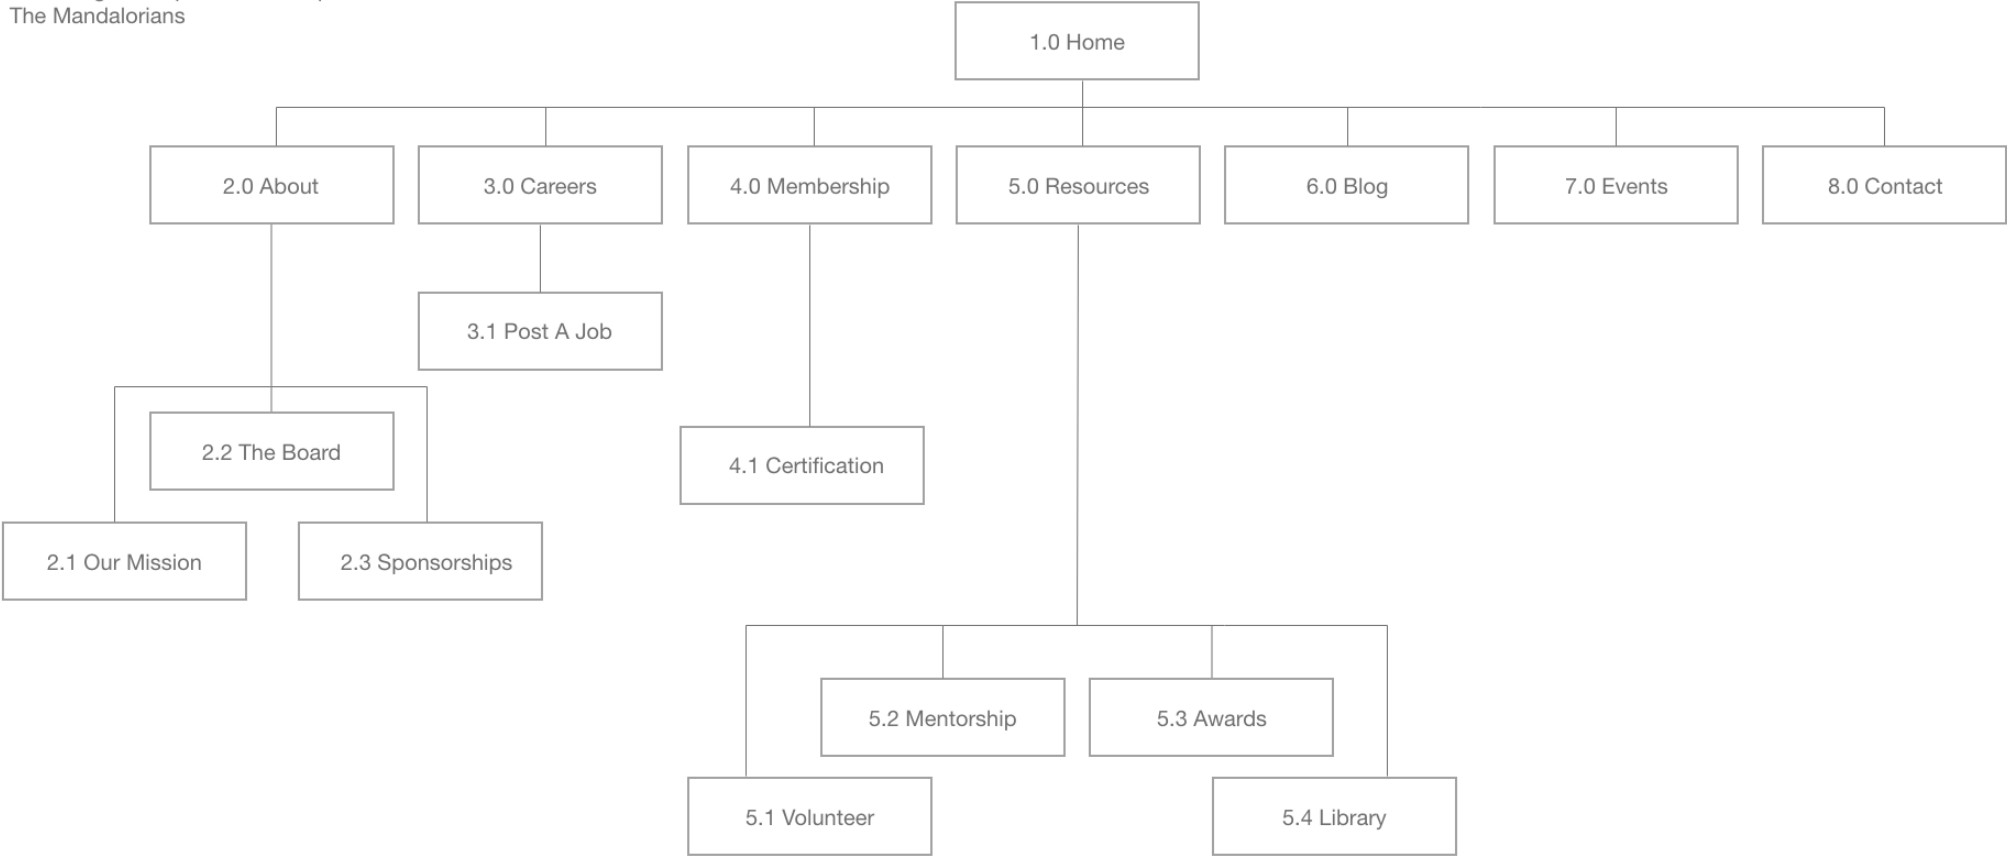 The Mandalorians
1.0 Home
2.0 About
3.0 Careers
4.0 Membership
5.0 Resources
6.0 Blog
7.0 Events
8.0 Contact
3.1 Post A Job
2.2 The Board
4.1 Certification
2.1 Our Mission
2.3 Sponsorships
5.2 Mentorship
5.3 Awards
5.1 Volunteer
5.4 Library